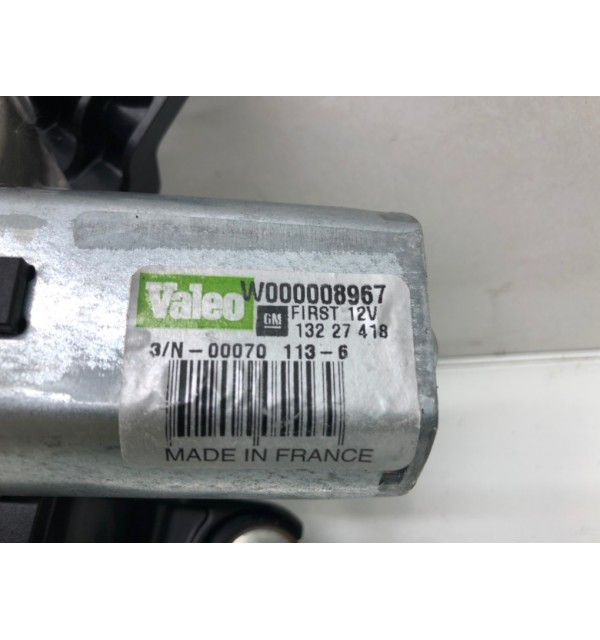 Valeo W000008967
GM FIRST 12V
132 27 418
3/N-00070 113-6
MADE IN FRANCE